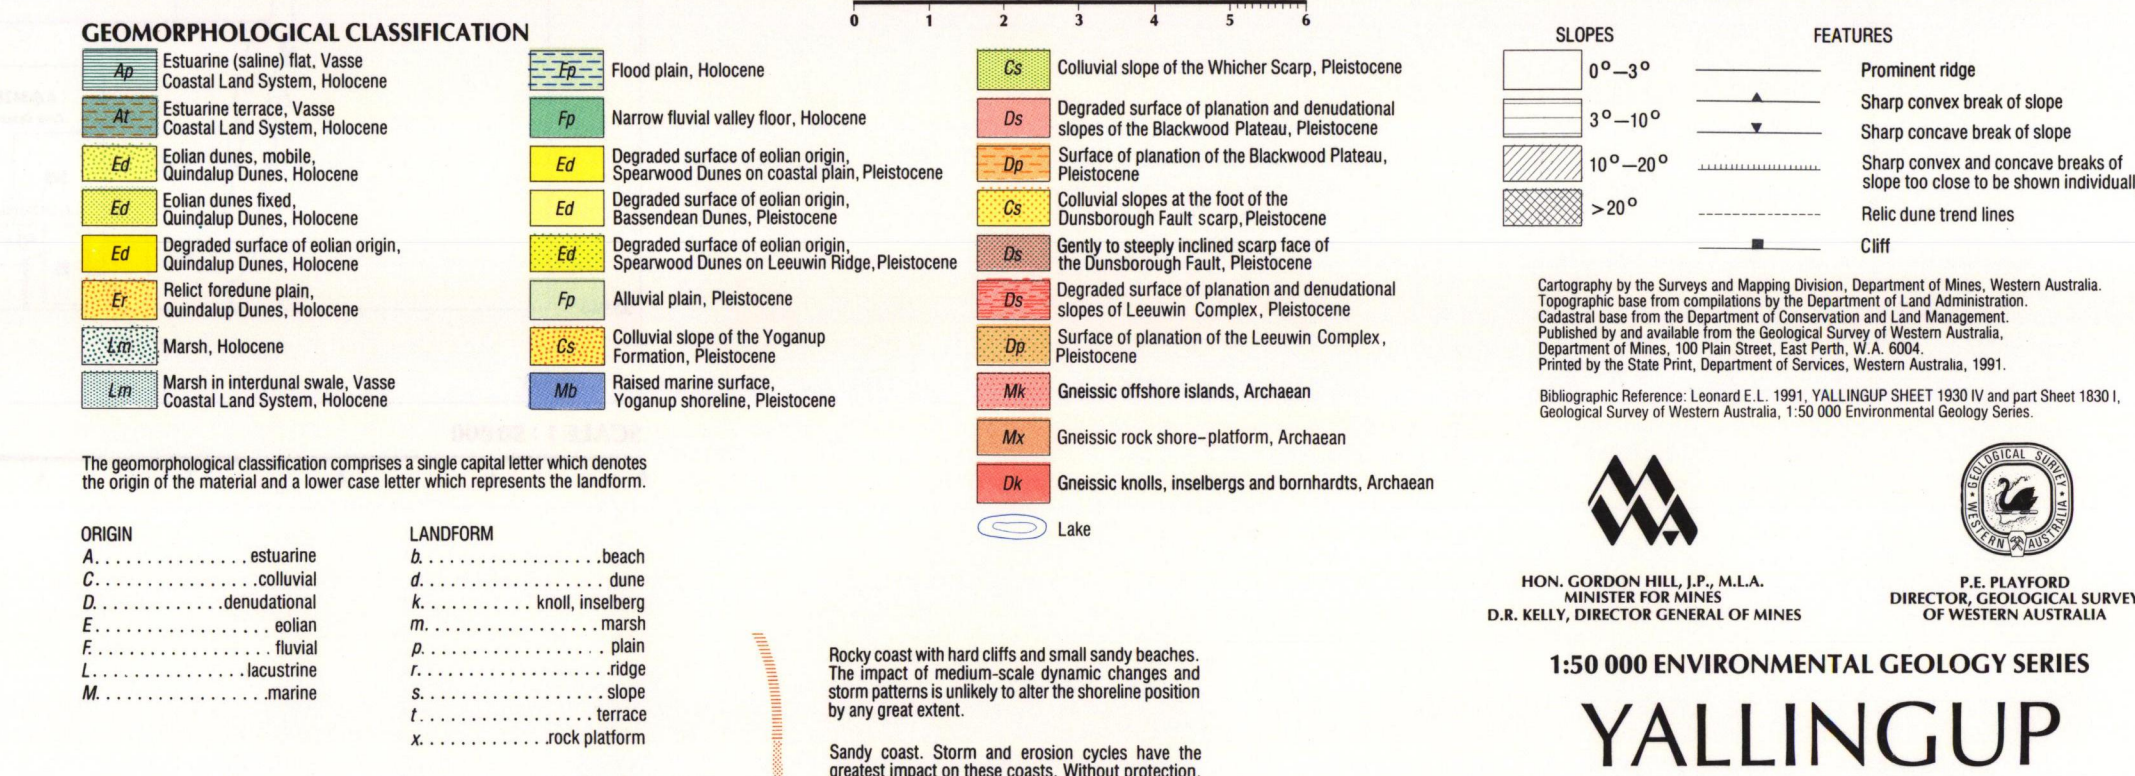 0 1 2 3 4 5 6
GEOMORPHOLOGICAL CLASSIFICATION
Ap Estuarine (saline) flat, Vasse
Coastal Land System, Holocene
At Estuarine terrace, Vasse
Coastal Land System, Holocene
Ed Eolian dunes, mobile,
Quindalup Dunes, Holocene
Ed Eolian dunes fixed,
Quindalup Dunes, Holocene
Ed Degraded surface of eolian origin,
Quindalup Dunes, Holocene
Er Relict foredune plain,
Quindalup Dunes, Holocene
Lm Marsh, Holocene
Lm Marsh in interdunal swale, Vasse
Coastal Land System, Holocene
Fp Flood plain, Holocene
Fp Narrow fluvial valley floor, Holocene
Ed Degraded surface of eolian origin,
Spearwood Dunes on coastal plain, Pleistocene
Ed Degraded surface of eolian origin,
Bassendean Dunes, Pleistocene
Ed Degraded surface of eolian origin,
Spearwood Dunes on Leeuwin Ridge, Pleistocene
Fp Alluvial plain, Pleistocene
Cs Colluvial slope of the Yoganup
Formation, Pleistocene
Mb Raised marine surface,
Yoganup shoreline, Pleistocene
Cs Colluvial slope of the Whicher Scarp, Pleistocene
Ds Degraded surface of planation and denudational
slopes of the Blackwood Plateau, Pleistocene
Dp Surface of planation of the Blackwood Plateau,
Pleistocene
Cs Colluvial slopes at the foot of the
Dunsborough Fault scarp, Pleistocene
Ds Gently to steeply inclined scarp face of
the Dunsborough Fault, Pleistocene
Ds Degraded surface of planation and denudational
slopes of Leeuwin Complex, Pleistocene
Dp Surface of planation of the Leeuwin Complex,
Pleistocene
Mk Gneissic offshore islands, Archaean
Mx Gneissic rock shore-platform, Archaean
Dk Gneissic knolls, inselbergs and bornhardts, Archaean
Lake
SLOPES
0°—3°
3°—10°
10°—20°
>20°
FEATURES
Prominent ridge
Sharp convex break of slope
Sharp concave break of slope
Sharp convex and concave breaks of
slope too close to be shown individuall
Relic dune trend lines
Cliff
Cartography by the Surveys and Mapping Division, Department of Mines, Western Australia.
Topographic base from compilations by the Department of Land Administration.
Cadastral base from the Department of Conservation and Land Management.
Published by and available from the Geological Survey of Western Australia,
Department of Mines, 100 Plain Street, East Perth, W.A. 6004.
Printed by the State Print, Department of Services, Western Australia, 1991.
Bibliographic Reference: Leonard E.L. 1991, YALLINGUP SHEET 1930 IV and part Sheet 1830 I,
Geological Survey of Western Australia, 1:50 000 Environmental Geology Series.
The geomorphological classification comprises a single capital letter which denotes
the origin of the material and a lower case letter which represents the landform.
ORIGIN
A. . . . . . . . . . . . . . . estuarine
C. . . . . . . . . . . . . . . .colluvial
D. . . . . . . . . . . . .denudational
E. . . . . . . . . . . . . . . . . eolian
F. . . . . . . . . . . . . . . . . fluvial
L. . . . . . . . . . . . . . .lacustrine
M. . . . . . . . . . . . . . . . .marine
LANDFORM
b. . . . . . . . . . . . . . . . . .beach
d. . . . . . . . . . . . . . . . . . dune
k. . . . . . . . . . . knoll, inselberg
m. . . . . . . . . . . . . . . . . marsh
p. . . . . . . . . . . . . . . . . . plain
r. . . . . . . . . . . . . . . . . . .ridge
s. . . . . . . . . . . . . . . . . . slope
t . . . . . . . . . . . . . . . . . terrace
x. . . . . . . . . . . . .rock platform
Rocky coast with hard cliffs and small sandy beaches.
The impact of medium-scale dynamic changes and
storm patterns is unlikely to alter the shoreline position
by any great extent.
Sandy coast. Storm and erosion cycles have the
greatest impact on these coasts. Without protection,
GEOLOGICAL SURVEY
WESTERN AUSTRALIA
HON. GORDON HILL, J.P., M.L.A.
MINISTER FOR MINES
D.R. KELLY, DIRECTOR GENERAL OF MINES
P.E. PLAYFORD
DIRECTOR, GEOLOGICAL SURVEY
OF WESTERN AUSTRALIA
1:50 000 ENVIRONMENTAL GEOLOGY SERIES
YALLINGUP